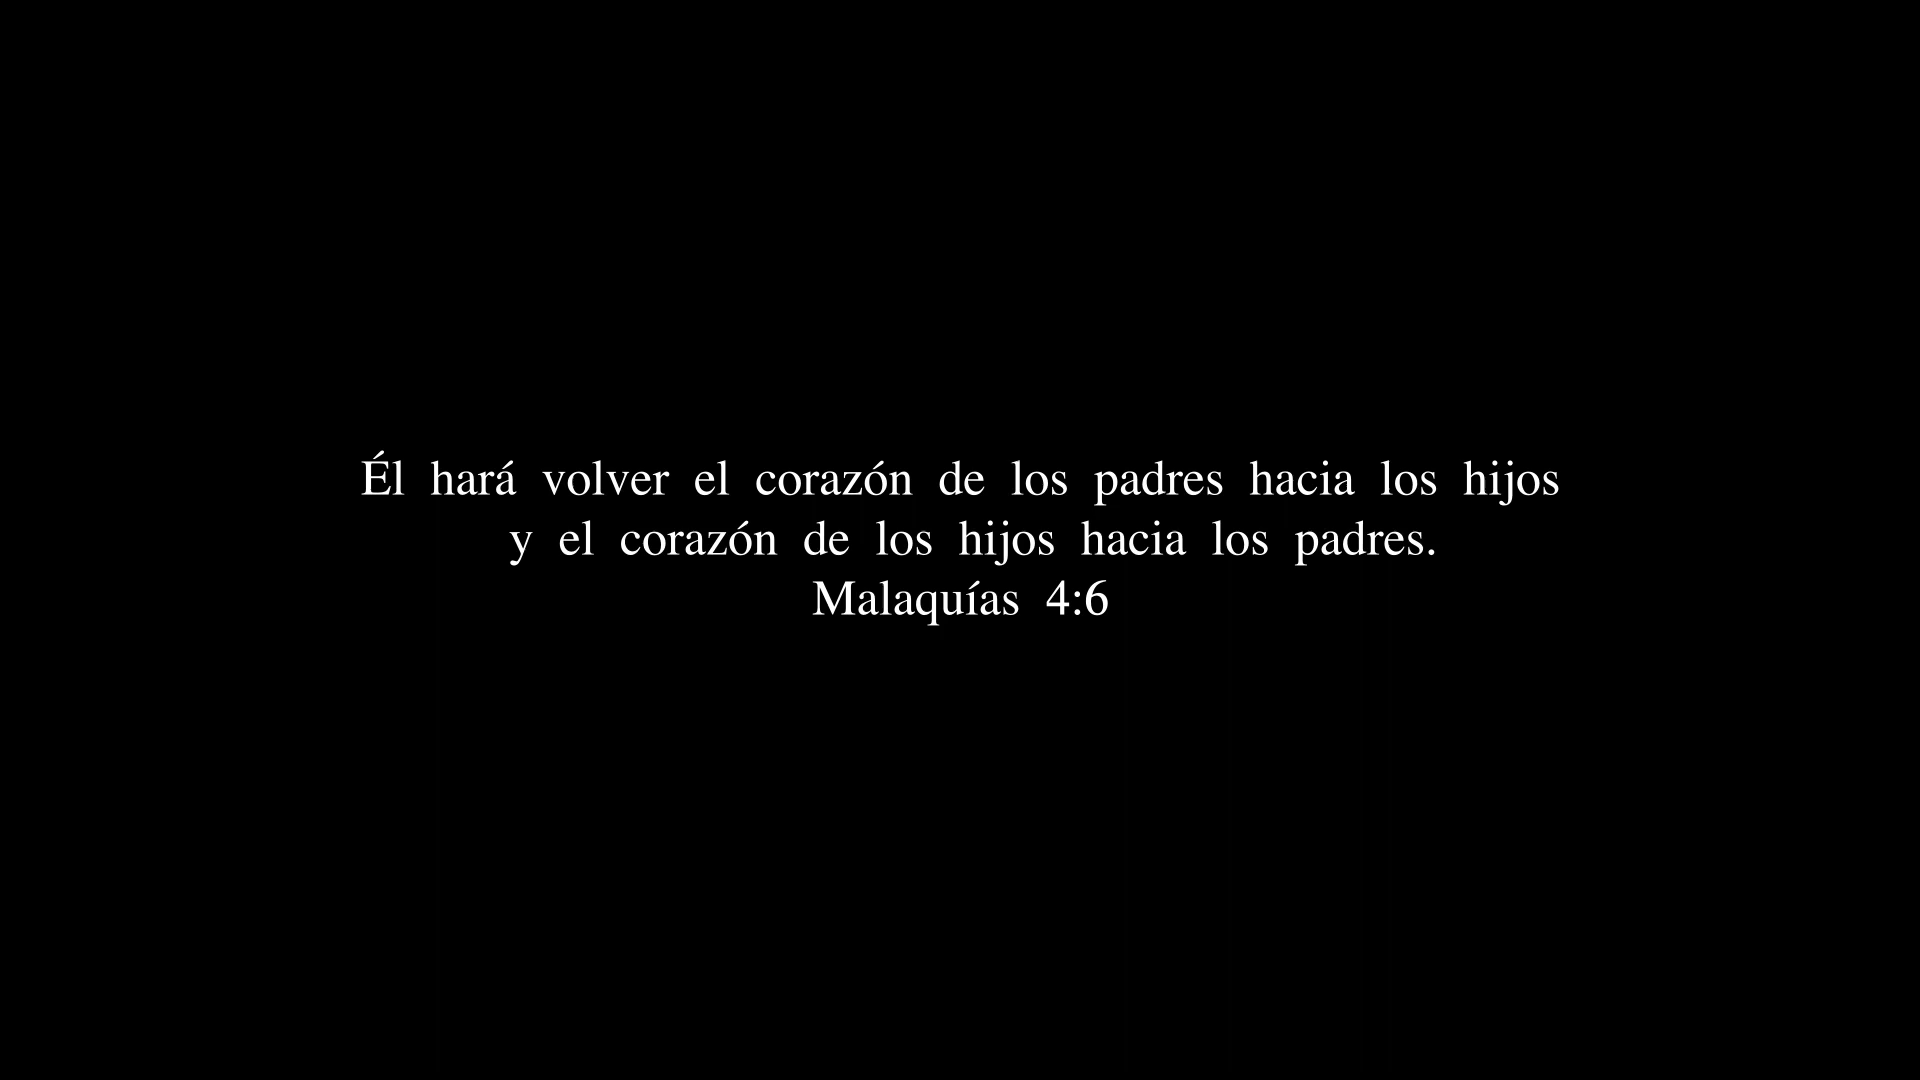 Él hará volver el corazón de los padres hacia los hijos
y el corazón de los hijos hacia los padres.
Malaquías 4:6